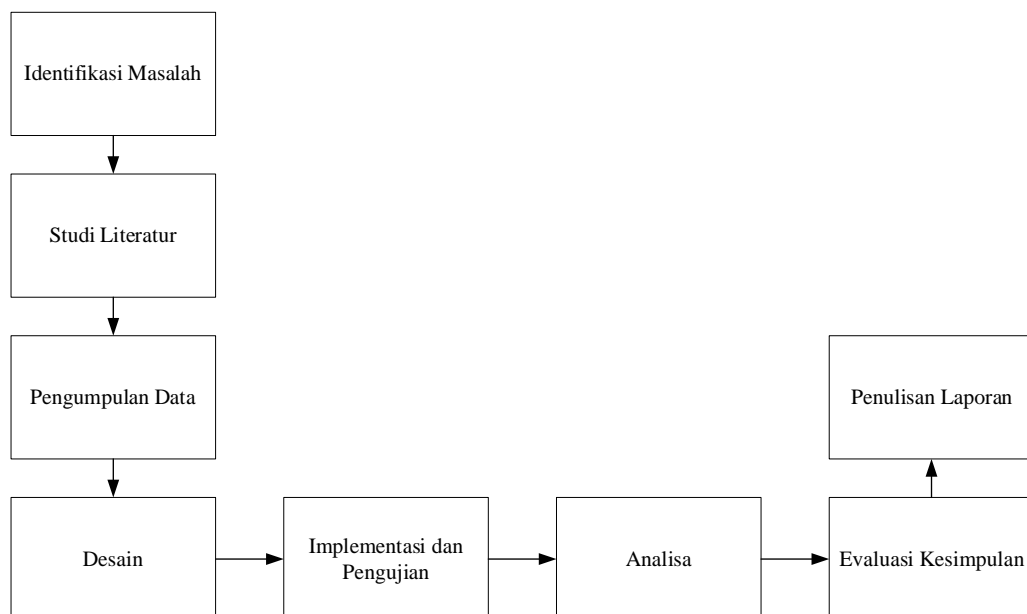 Identifikasi Masalah
Studi Literatur
Pengumpulan Data
Desain
Implementasi dan
Pengujian
Analisa
Evaluasi Kesimpulan
Penulisan Laporan